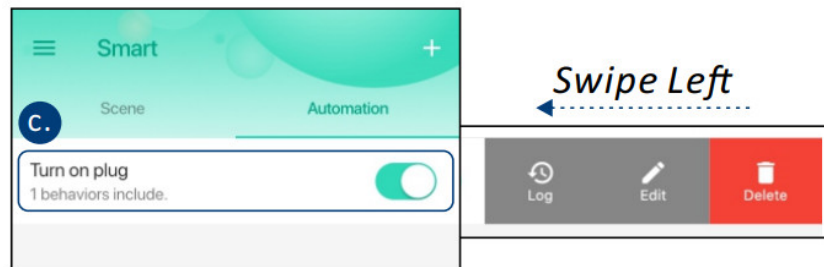 Smart
+
Scene
Automation
c.
Turn on plug
1 behaviors include.
Swipe Left
Log
Edit
Delete